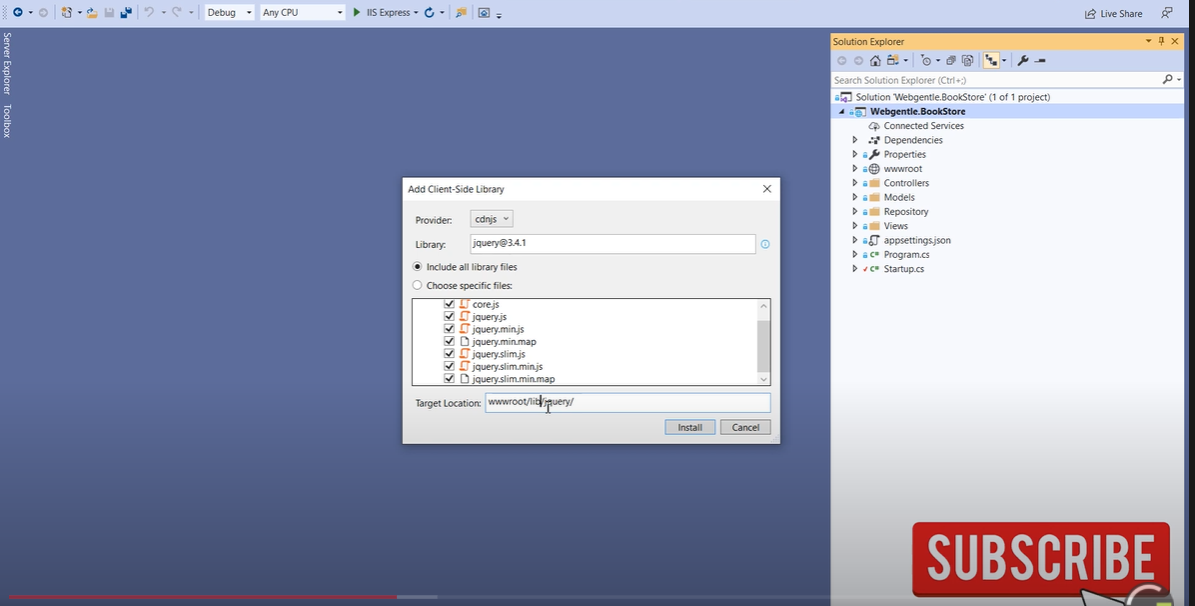 Debug
Any CPU
IIS Express
Live Share
Server Explorer
Toolbox
Solution Explorer
Search Solution Explorer (Ctrl+;)
Solution 'Webgentle.BookStore' (1 of 1 project)
Webgentle.BookStore
Connected Services
Dependencies
Properties
wwwroot
Controllers
Models
Repository
Views
appsettings.json
C# Program.cs
C# Startup.cs
Add Client-Side Library
Provider: cdnjs
Library: jquery@3.4.1
Include all library files
Choose specific files:
core.js
jquery.js
jquery.min.js
jquery.min.map
jquery.slim.js
jquery.slim.min.js
jquery.slim.min.map
Target Location: wwwroot/lib/jquery/
Install Cancel
SUBSCRIBE